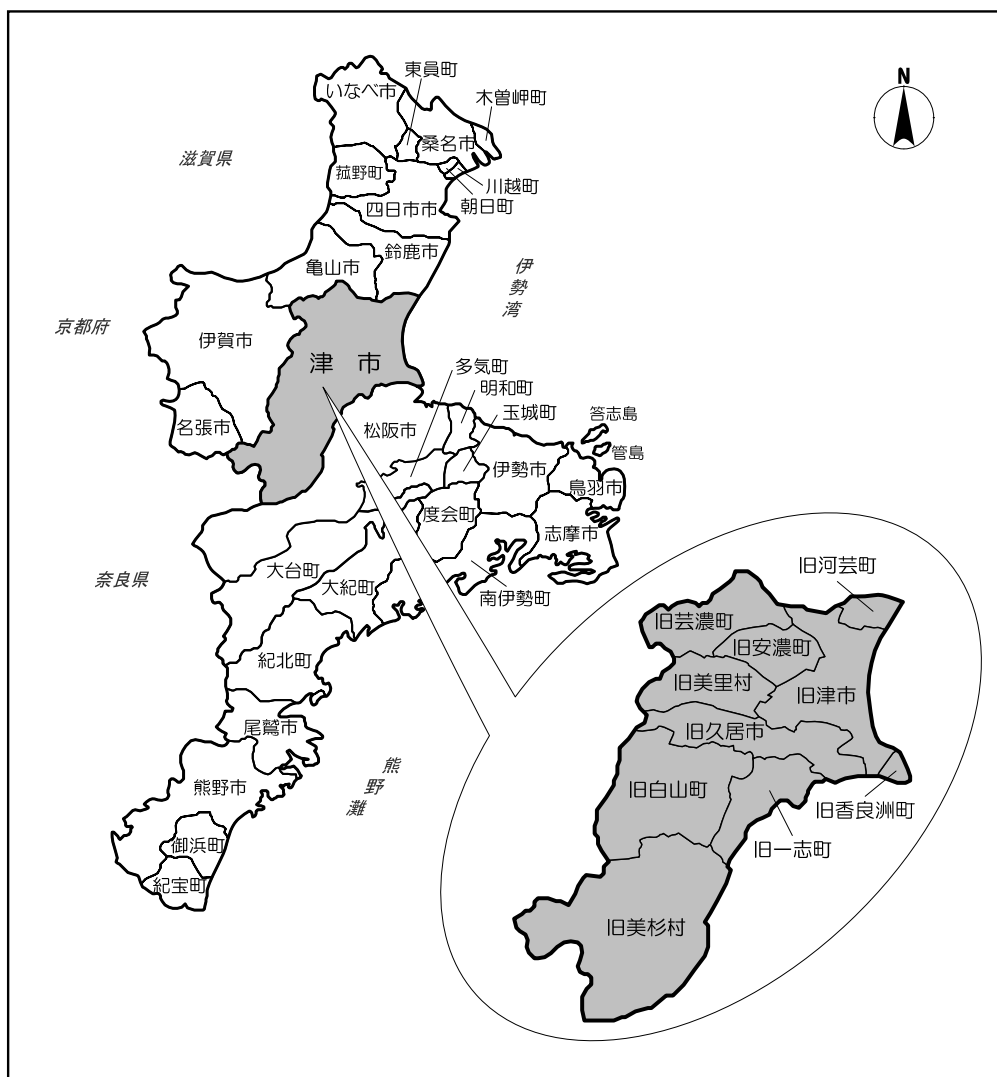 東員町
N
いなべ市
木曽岬町
桑名市
滋賀県
菰野町
川越町
朝日町
四日市市
鈴鹿市
亀山市
伊勢湾
京都府
伊賀市
津 市
多気町
明和町
玉城町
答志島
松阪市
名張市
管島
伊勢市
鳥羽市
度会町
志摩市
奈良県
大台町
大紀町
南伊勢町
旧河芸町
旧芸濃町
旧安濃町
紀北町
旧美里村
旧津市
尾鷲市
旧久居市
熊野灘
熊野市
旧白山町
旧香良洲町
御浜町
旧一志町
紀宝町
旧美杉村